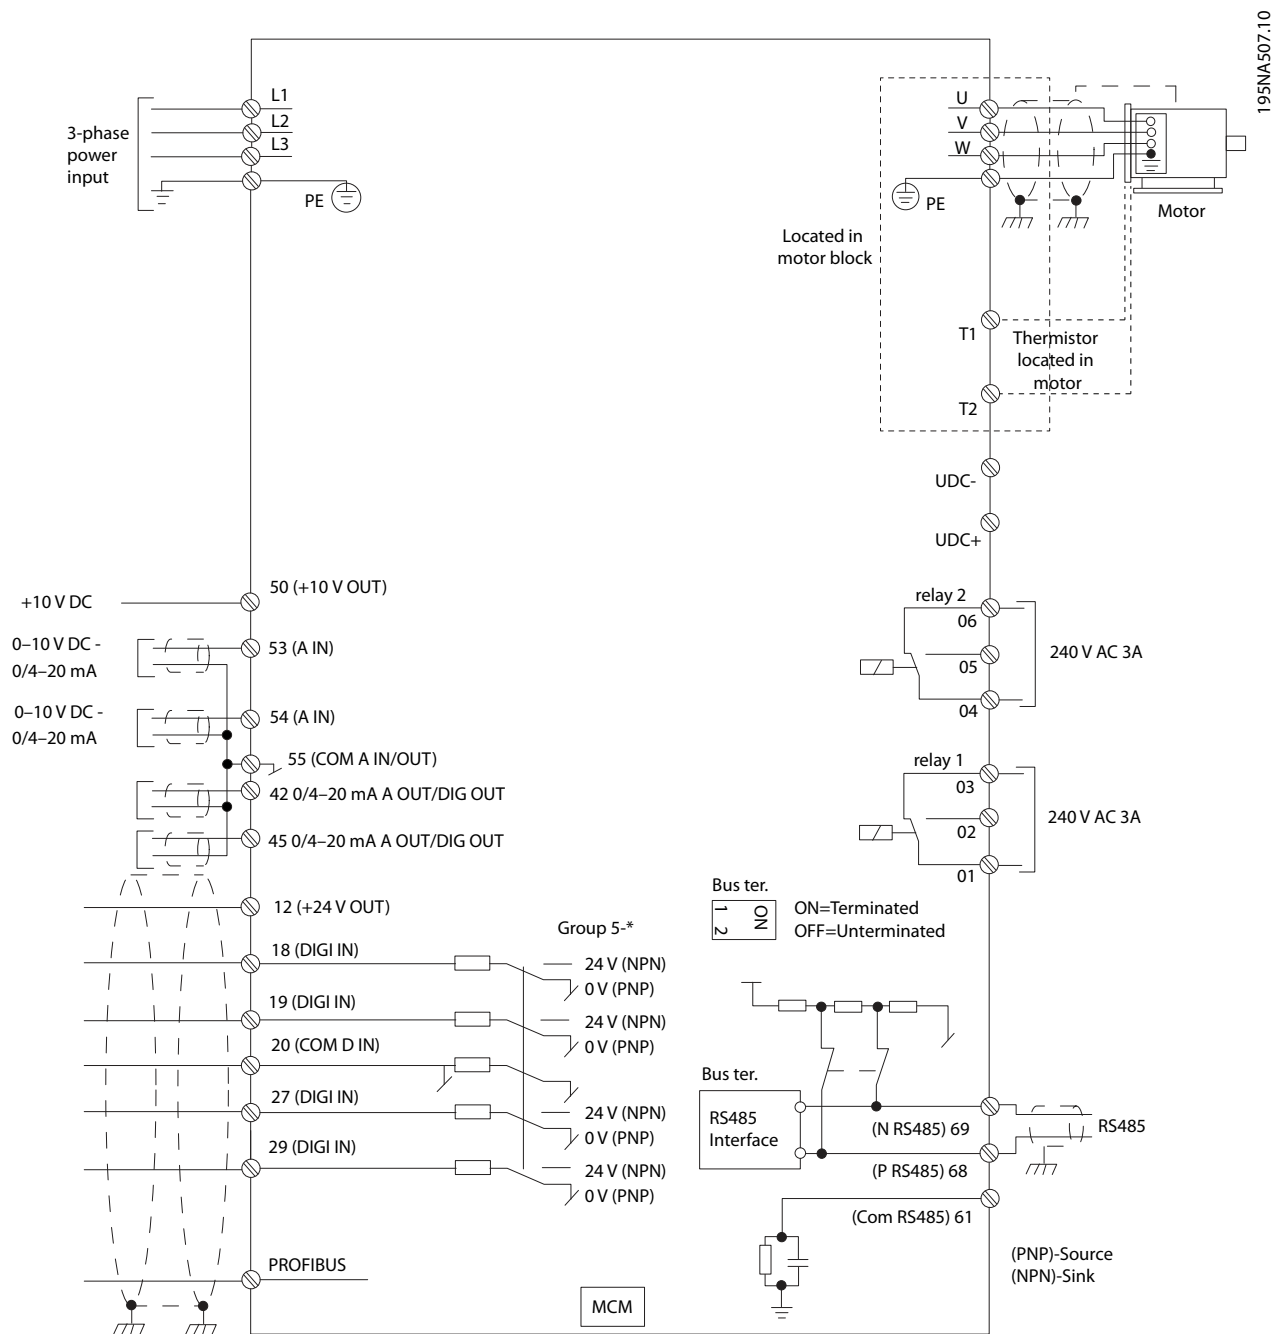 195NA507.10
L1
L2
L3
3-phase
power
input
PE
U
V
W
PE
Motor
Located in
motor block
T1
Thermistor
located in
motor
T2
UDC-
UDC+
+10 V DC
50 (+10 V OUT)
0–10 V DC -
0/4–20 mA
53 (A IN)
0–10 V DC -
0/4–20 mA
54 (A IN)
55 (COM A IN/OUT)
42 0/4–20 mA A OUT/DIG OUT
45 0/4–20 mA A OUT/DIG OUT
relay 2
06
05
04
240 V AC 3A
relay 1
03
02
01
240 V AC 3A
12 (+24 V OUT)
Bus ter.
1 2 ON
ON=Terminated
OFF=Unterminated
Group 5-*
18 (DIGI IN)
24 V (NPN)
0 V (PNP)
19 (DIGI IN)
24 V (NPN)
0 V (PNP)
20 (COM D IN)
27 (DIGI IN)
24 V (NPN)
0 V (PNP)
29 (DIGI IN)
24 V (NPN)
0 V (PNP)
Bus ter.
RS485
Interface
(N RS485) 69
RS485
(P RS485) 68
(Com RS485) 61
(PNP)-Source
(NPN)-Sink
PROFIBUS
MCM